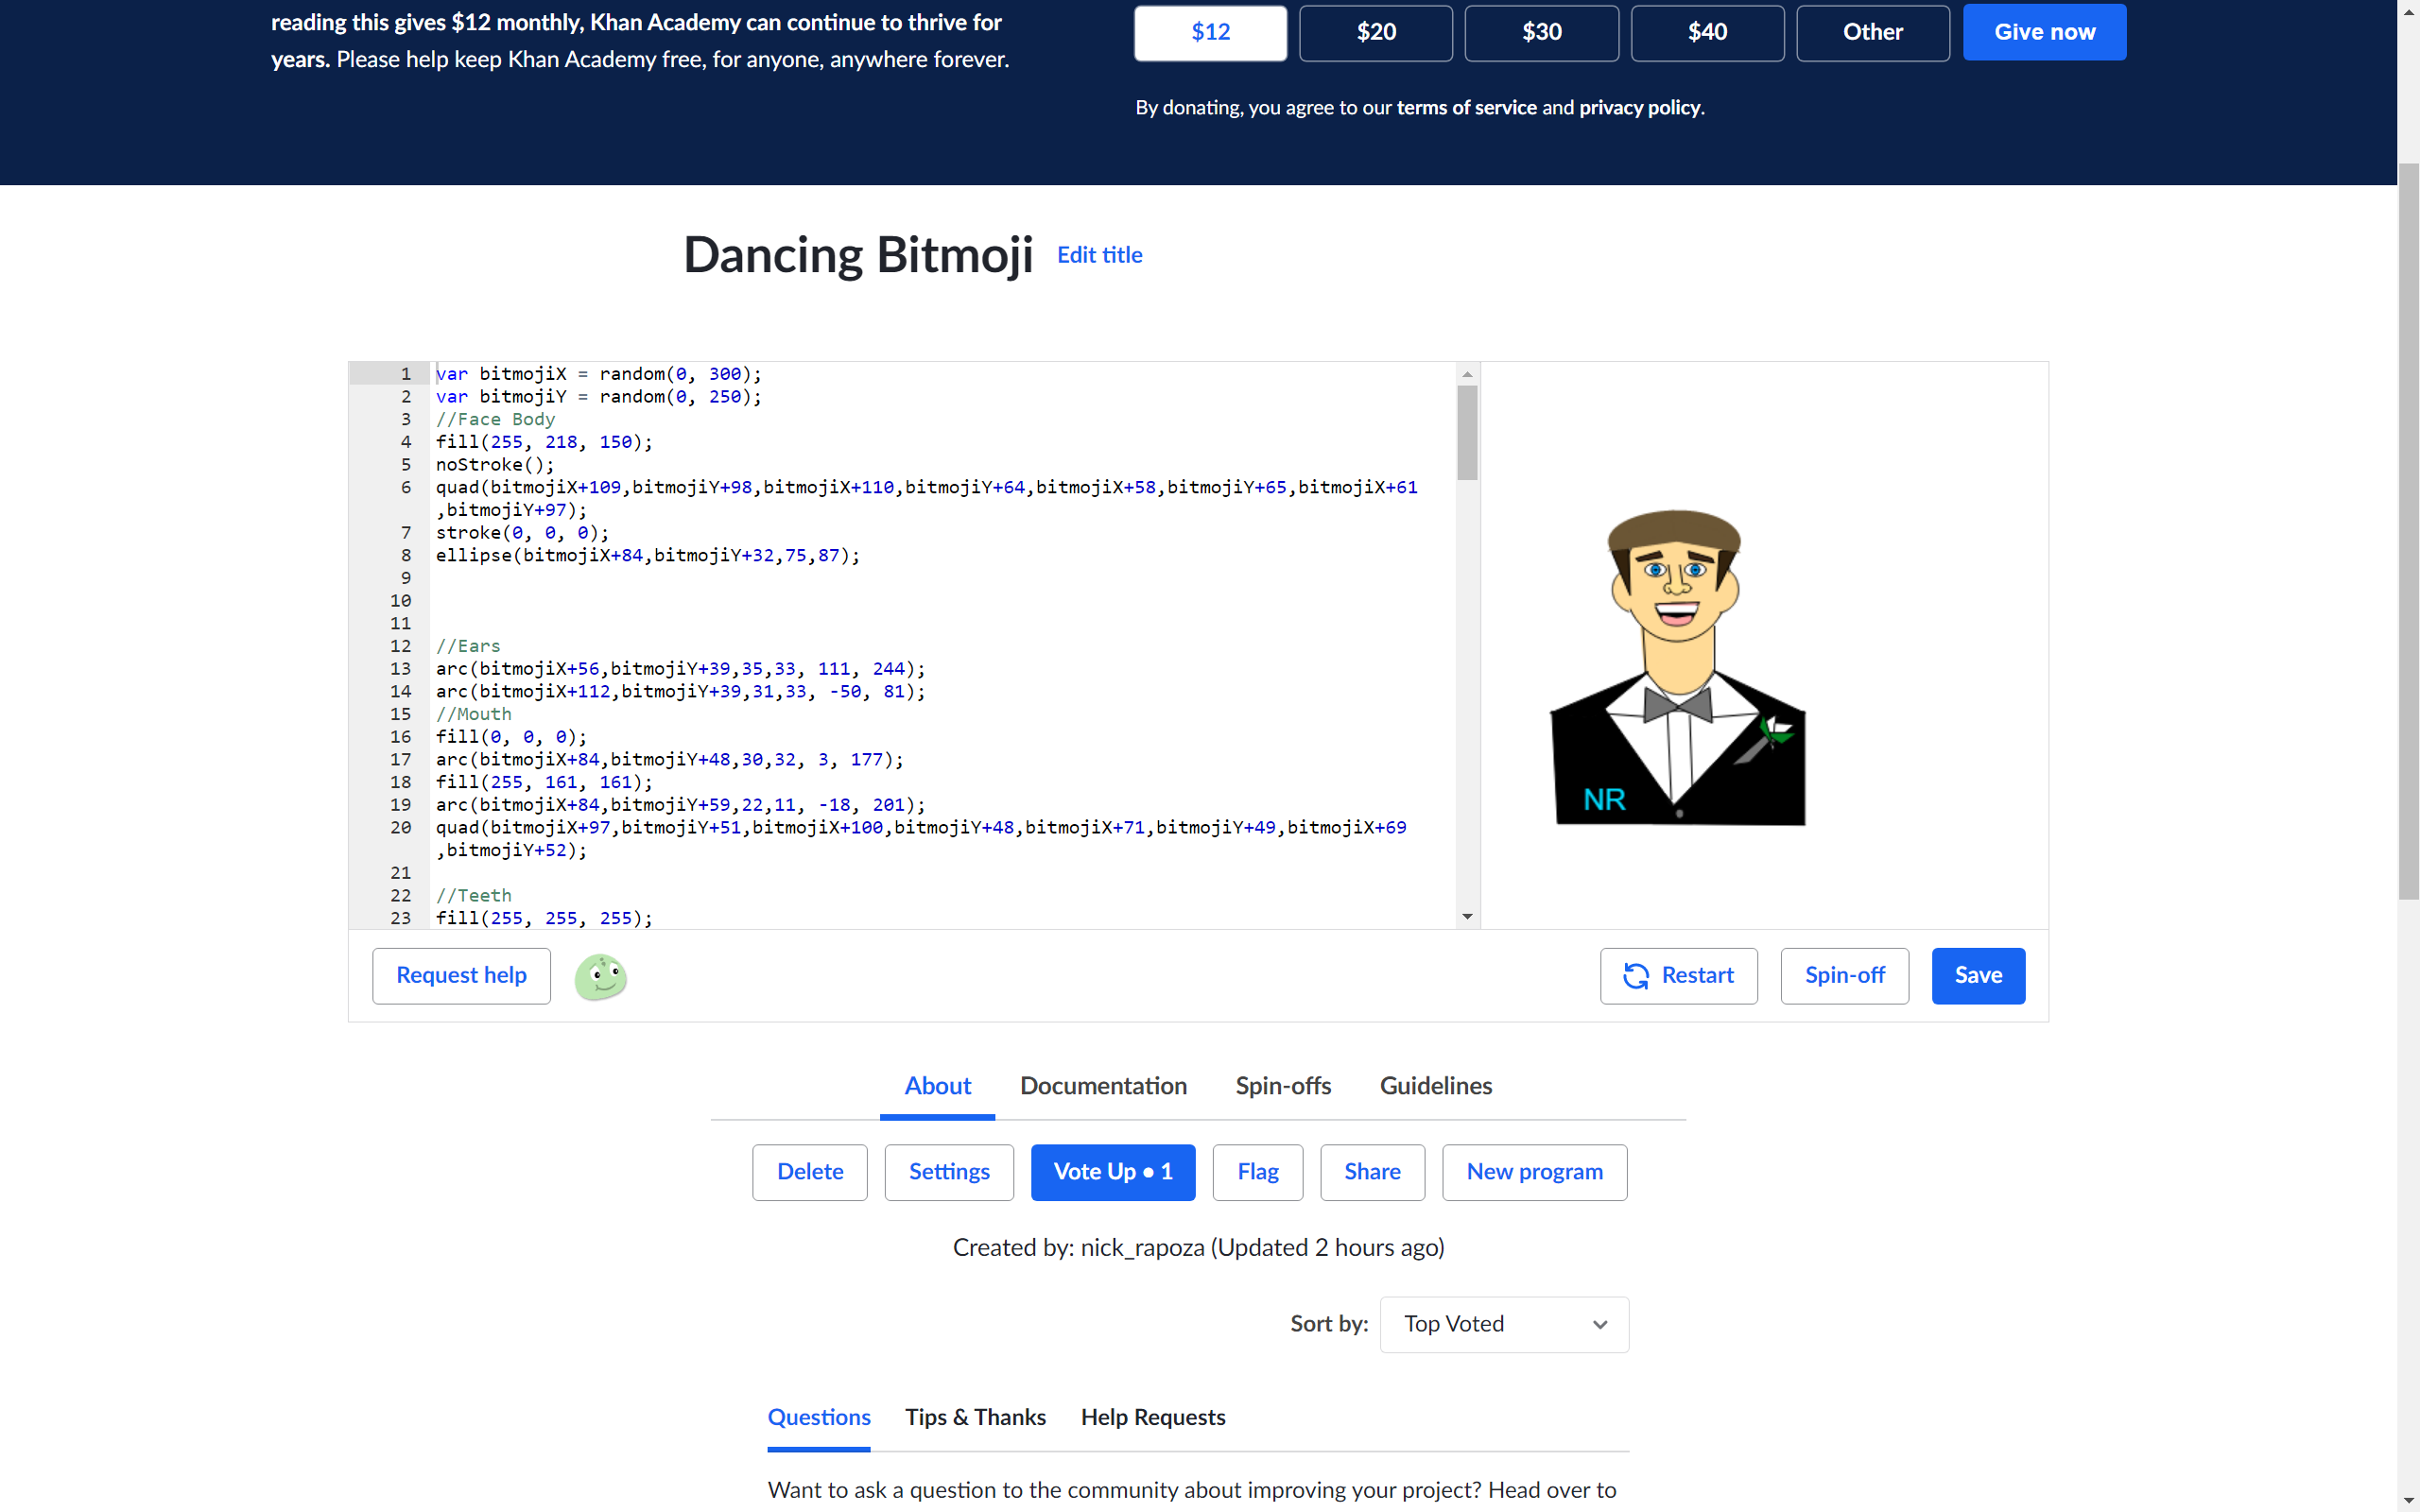 reading this gives $12 monthly, Khan Academy can continue to thrive for
years. Please help keep Khan Academy free, for anyone, anywhere forever.
$12
$20
$30
$40
Other
Give now
By donating, you agree to our terms of service and privacy policy.
Dancing Bitmoji
Edit title
1 var bitmojiX = random(0, 300);
2 var bitmojiY = random(0, 250);
3 //Face Body
4 fill(255, 218, 150);
5 noStroke();
6 quad(bitmojiX+109,bitmojiY+98,bitmojiX+110,bitmojiY+64,bitmojiX+58,bitmojiY+65,bitmojiX+61
,bitmojiY+97);
7 stroke(0, 0, 0);
8 ellipse(bitmojiX+84,bitmojiY+32,75,87);
9
10
11
12 //Ears
13 arc(bitmojiX+56,bitmojiY+39,35,33, 111, 244);
14 arc(bitmojiX+112,bitmojiY+39,31,33, -50, 81);
15 //Mouth
16 fill(0, 0, 0);
17 arc(bitmojiX+84,bitmojiY+48,30,32, 3, 177);
18 fill(255, 161, 161);
19 arc(bitmojiX+84,bitmojiY+59,22,11, -18, 201);
20 quad(bitmojiX+97,bitmojiY+51,bitmojiX+100,bitmojiY+48,bitmojiX+71,bitmojiY+49,bitmojiX+69
,bitmojiY+52);
21
22 //Teeth
23 fill(255, 255, 255);
NR
Request help
Restart
Spin-off
Save
About
Documentation
Spin-offs
Guidelines
Delete
Settings
Vote Up • 1
Flag
Share
New program
Created by: nick_rapoza (Updated 2 hours ago)
Sort by:
Top Voted
Questions
Tips & Thanks
Help Requests
Want to ask a question to the community about improving your project? Head over to